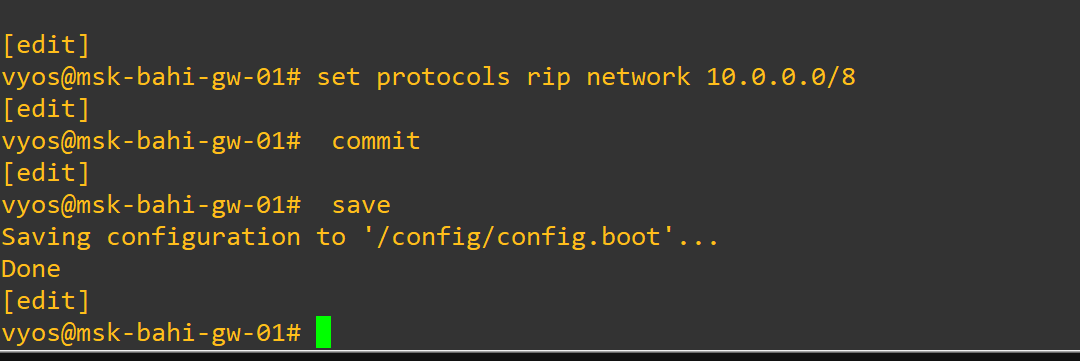 [edit]
vyos@msk-bahi-gw-01# set protocols rip network 10.0.0.0/8
[edit]
vyos@msk-bahi-gw-01#  commit
[edit]
vyos@msk-bahi-gw-01#  save
Saving configuration to '/config/config.boot'...
Done
[edit]
vyos@msk-bahi-gw-01#